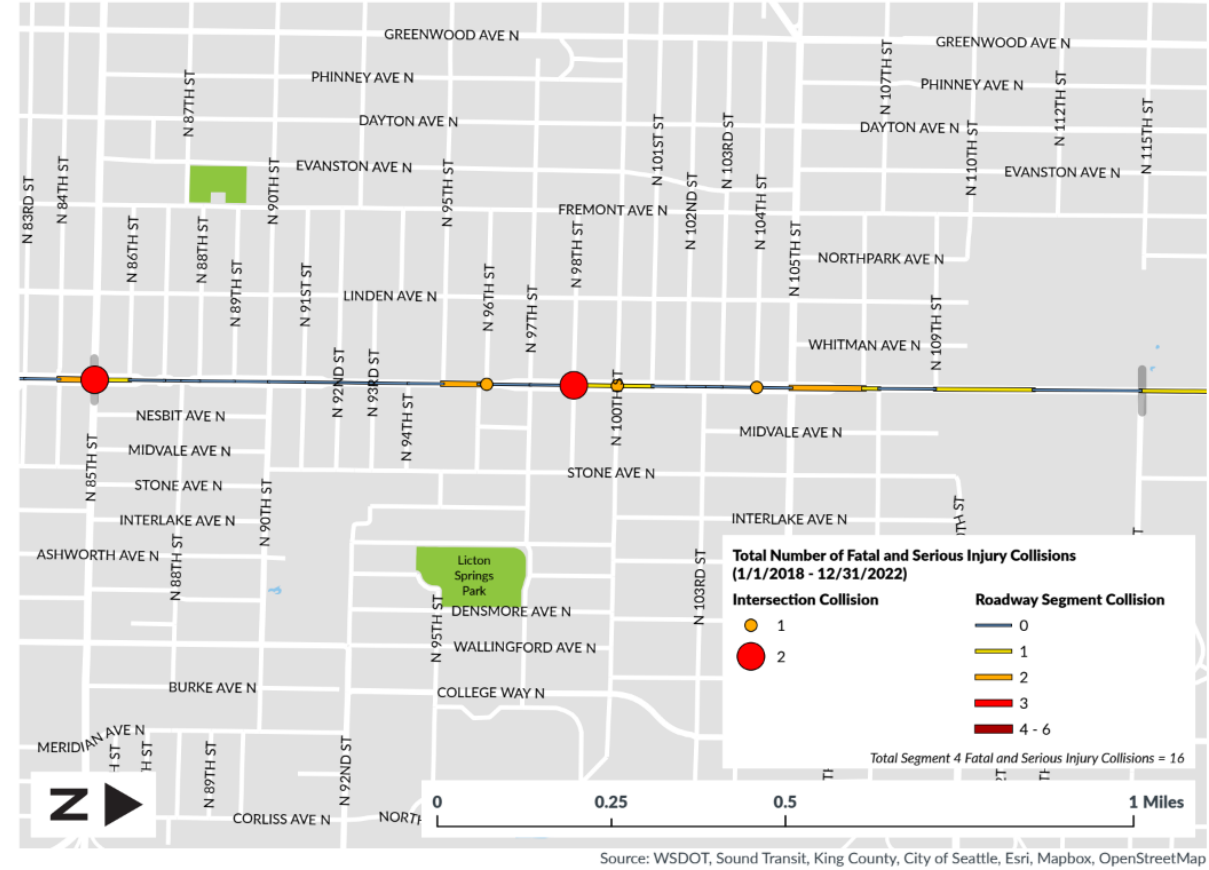 GREENWOOD AVE N
GREENWOOD AVE N
PHINNEY AVE N
PHINNEY AVE N
N 87TH ST
N 107TH ST
N 112TH ST
DAYTON AVE N
DAYTON AVE N
N 115TH ST
N 101ST ST
N 103RD ST
N 110TH ST
EVANSTON AVE N
EVANSTON AVE N
N 83RD ST
N 84TH ST
N 90TH ST
N 95TH ST
N 102ND ST
N 104TH ST
FREMONT AVE N
N 86TH ST
N 88TH ST
N 98TH ST
N 105TH ST
NORTHPARK AVE N
N 89TH ST
N 91ST ST
LINDEN AVE N
N 96TH ST
N 97TH ST
N 109TH ST
WHITMAN AVE N
N 92ND ST
N 93RD ST
N 94TH ST
N 100TH ST
NESBIT AVE N
MIDVALE AVE N
MIDVALE AVE N
N 85TH ST
STONE AVE N
STONE AVE N
N 90TH ST
INTERLAKE AVE N
INTERLAKE AVE N
ASHWORTH AVE N
N 88TH ST
Licton
Springs
Park
N 103RD ST
DENSMORE AVE N
N 95TH ST
WALLINGFORD AVE N
BURKE AVE N
COLLEGE WAY N
MERIDIAN AVE N
N 89TH ST
N 92ND ST
CORLISS AVE N
NORTH
Total Number of Fatal and Serious Injury Collisions
(1/1/2018 - 12/31/2022)
Intersection Collision
1
2
Roadway Segment Collision
0
1
2
3
4 - 6
Total Segment 4 Fatal and Serious Injury Collisions = 16
N
0 0.25 0.5 1 Miles
Source: WSDOT, Sound Transit, King County, City of Seattle, Esri, Mapbox, OpenStreetMap